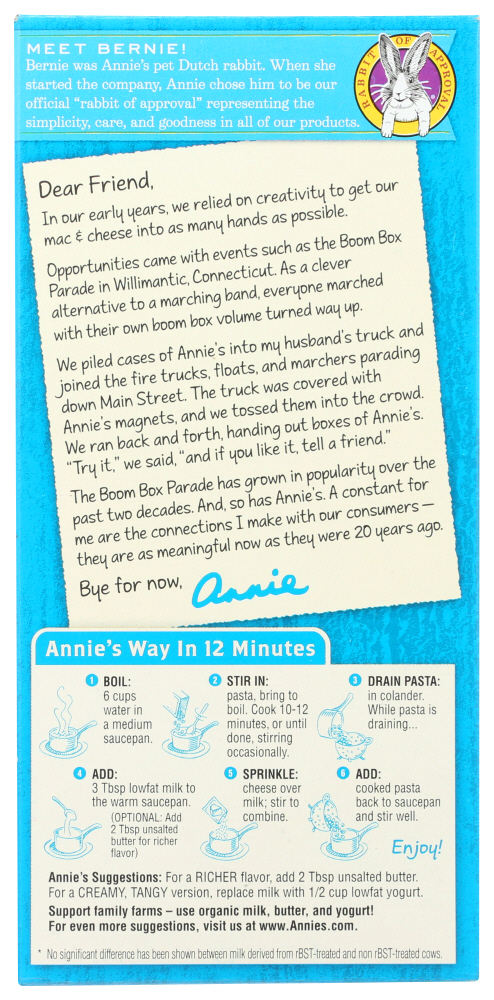 MEET BERNIE!
Bernie was Annie's pet Dutch rabbit. When she
started the company, Annie chose him to be our
official "rabbit of approval" representing the
simplicity, care, and goodness in all of our products.
RABBIT OF APPROVAL
Dear Friend,
In our early years, we relied on creativity to get our
mac & cheese into as many hands as possible.
Opportunities came with events such as the Boom Box
Parade in Willimantic, Connecticut. As a clever
alternative to a marching band, everyone marched
with their own boom box volume turned way up.
We piled cases of Annie's into my husband's truck and
joined the fire trucks, floats, and marchers parading
down Main Street. The truck was covered with
Annie's magnets, and we tossed them into the crowd.
We ran back and forth, handing out boxes of Annie's.
"Try it," we said, "and if you like it, tell a friend."
The Boom Box Parade has grown in popularity over the
past two decades. And, so has Annie's. A constant for
me are the connections I make with our consumers –
they are as meaningful now as they were 20 years ago.
Bye for now, Annie
Annie's Way In 12 Minutes
1 BOIL:
6 cups
water in
a medium
saucepan.
2 STIR IN:
pasta, bring to
boil. Cook 10-12
minutes, or until
done, stirring
occasionally.
3 DRAIN PASTA:
in colander.
While pasta is
draining...
4 ADD:
3 Tbsp lowfat milk to
the warm saucepan.
(OPTIONAL: Add
2 Tbsp unsalted
butter for richer
flavor)
5 SPRINKLE:
cheese over
milk; stir to
combine.
6 ADD:
cooked pasta
back to saucepan
and stir well.
Enjoy!
Annie's Suggestions: For a RICHER flavor, add 2 Tbsp unsalted butter.
For a CREAMY, TANGY version, replace milk with 1/2 cup lowfat yogurt.
Support family farms – use organic milk, butter, and yogurt!
For even more suggestions, visit us at www.Annies.com.
* No significant difference has been shown between milk derived from rBST-treated and non rBST-treated cows.